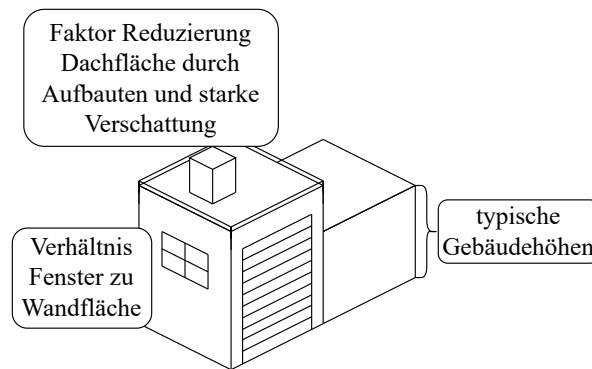 Faktor Reduzierung
Dachfläche durch
Aufbauten und starke
Verschattung
typische
Gebäudehöhen
Verhältnis
Fenster zu
Wandfläche